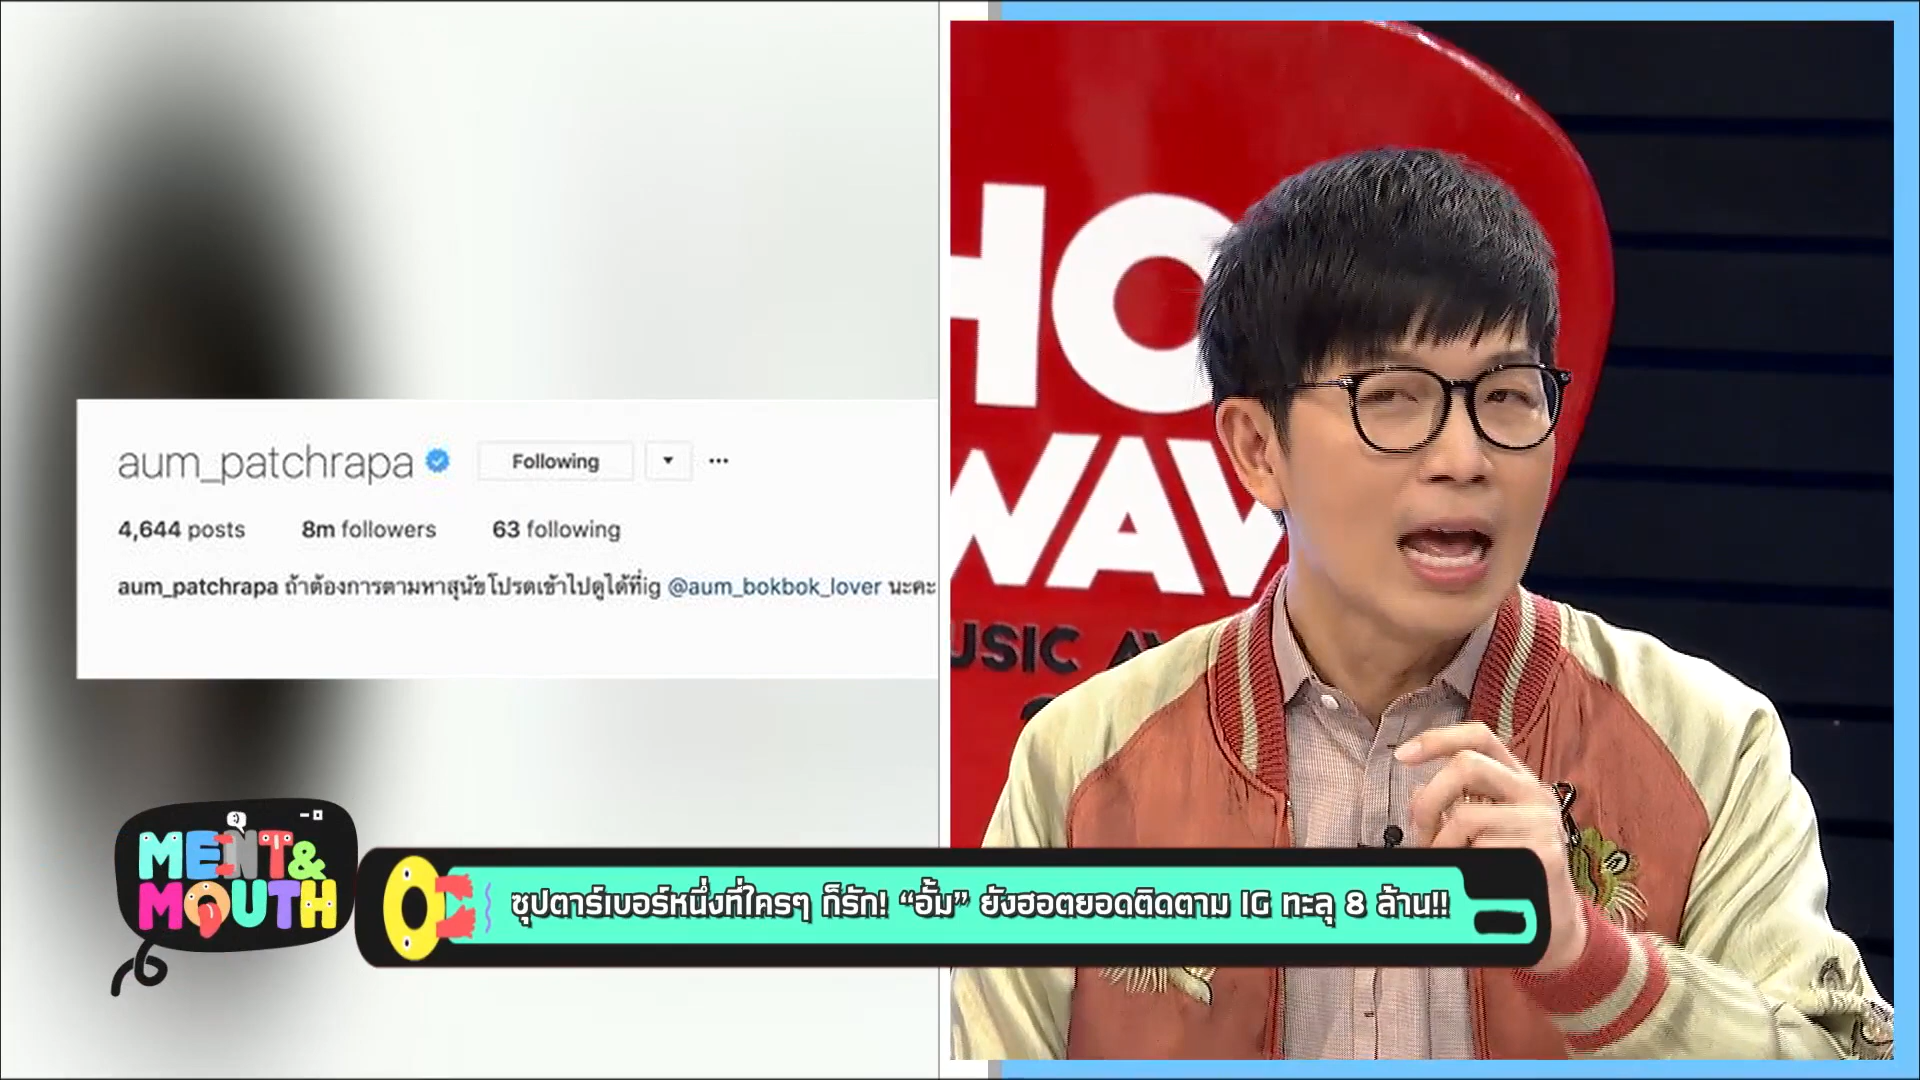 aum_patchrapa Following
4,644 posts 8m followers 63 following
aum_patchrapa ถ้าต้องการตามหาสุนัขโปรดเข้าไปดูได้ที่ig @aum_bokbok_lover นะคะ
HO
WAV
USIC AW
MENT&
MOUTH
ซุปตาร์เบอร์หนึ่งที่ใครๆ ก็รัก! “อั้ม” ยังฮอตยอดติดตาม IG ทะลุ 8 ล้าน!!